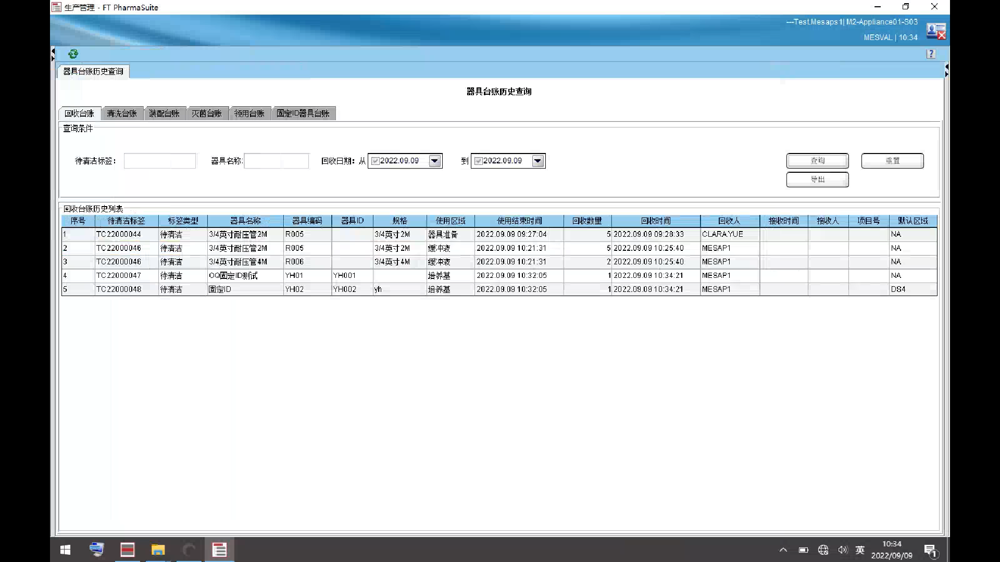 生产管理 - FT PharmaSuite
---Test.Mesaps1| M2-Appliance01-S03
MESVAL | 10:34
?
器具台账历史查询
器具台账历史查询
回收台账 清洗台账 装配台账 灭菌台账 领用台账 固定ID器具台账
查询条件
待清洁标签: 器具名称: 回收日期: 从 2022.09.09 到 2022.09.09 查询 重置
导出
回收台账历史列表
序号 待清洁标签 标签类型 器具名称 器具编码 器具ID 规格 使用区域 使用结束时间 回收数量 回收时间 回收人 接收时间 接收人 项目号 默认区域
1 TC22000044 待清洁 3/4英寸耐压管2M R005 3/4英寸2M 器具准备 2022.09.09 09:27:04 5 2022.09.09 09:28:33 CLARA.YUE NA
2 TC22000046 待清洁 3/4英寸耐压管2M R005 3/4英寸2M 缓冲液 2022.09.09 10:21:31 5 2022.09.09 10:25:40 MESAP1 NA
3 TC22000046 待清洁 3/4英寸耐压管4M R006 3/4英寸4M 缓冲液 2022.09.09 10:21:31 2 2022.09.09 10:25:40 MESAP1 NA
4 TC22000047 待清洁 OQ固定ID测试 YH01 YH001 培养基 2022.09.09 10:32:05 1 2022.09.09 10:34:21 MESAP1 NA
5 TC22000048 待清洁 固定ID YH02 YH002 yh 培养基 2022.09.09 10:32:05 1 2022.09.09 10:34:21 MESAP1 DS4
英 10:34
2022/09/09
1